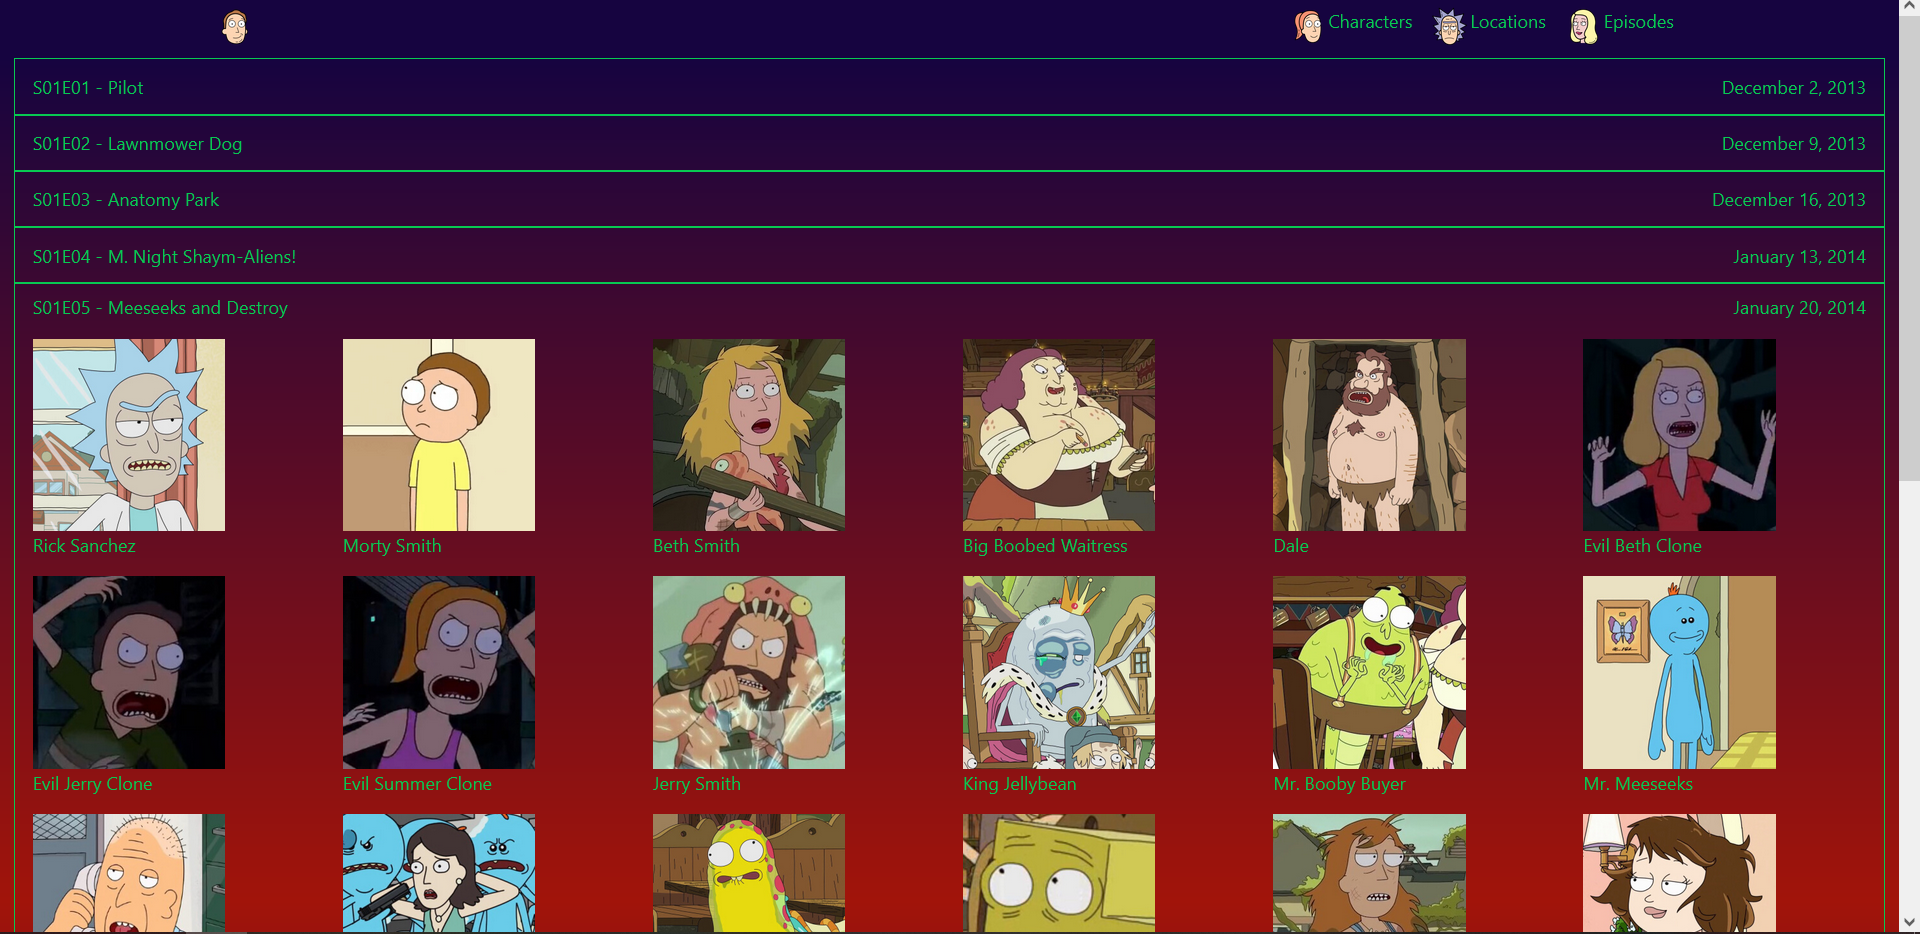 Characters Locations Episodes
S01E01 - Pilot December 2, 2013
S01E02 - Lawnmower Dog December 9, 2013
S01E03 - Anatomy Park December 16, 2013
S01E04 - M. Night Shaym-Aliens! January 13, 2014
S01E05 - Meeseeks and Destroy January 20, 2014
Rick Sanchez Morty Smith Beth Smith Big Boobed Waitress Dale Evil Beth Clone
Evil Jerry Clone Evil Summer Clone Jerry Smith King Jellybean Mr. Booby Buyer Mr. Meeseeks